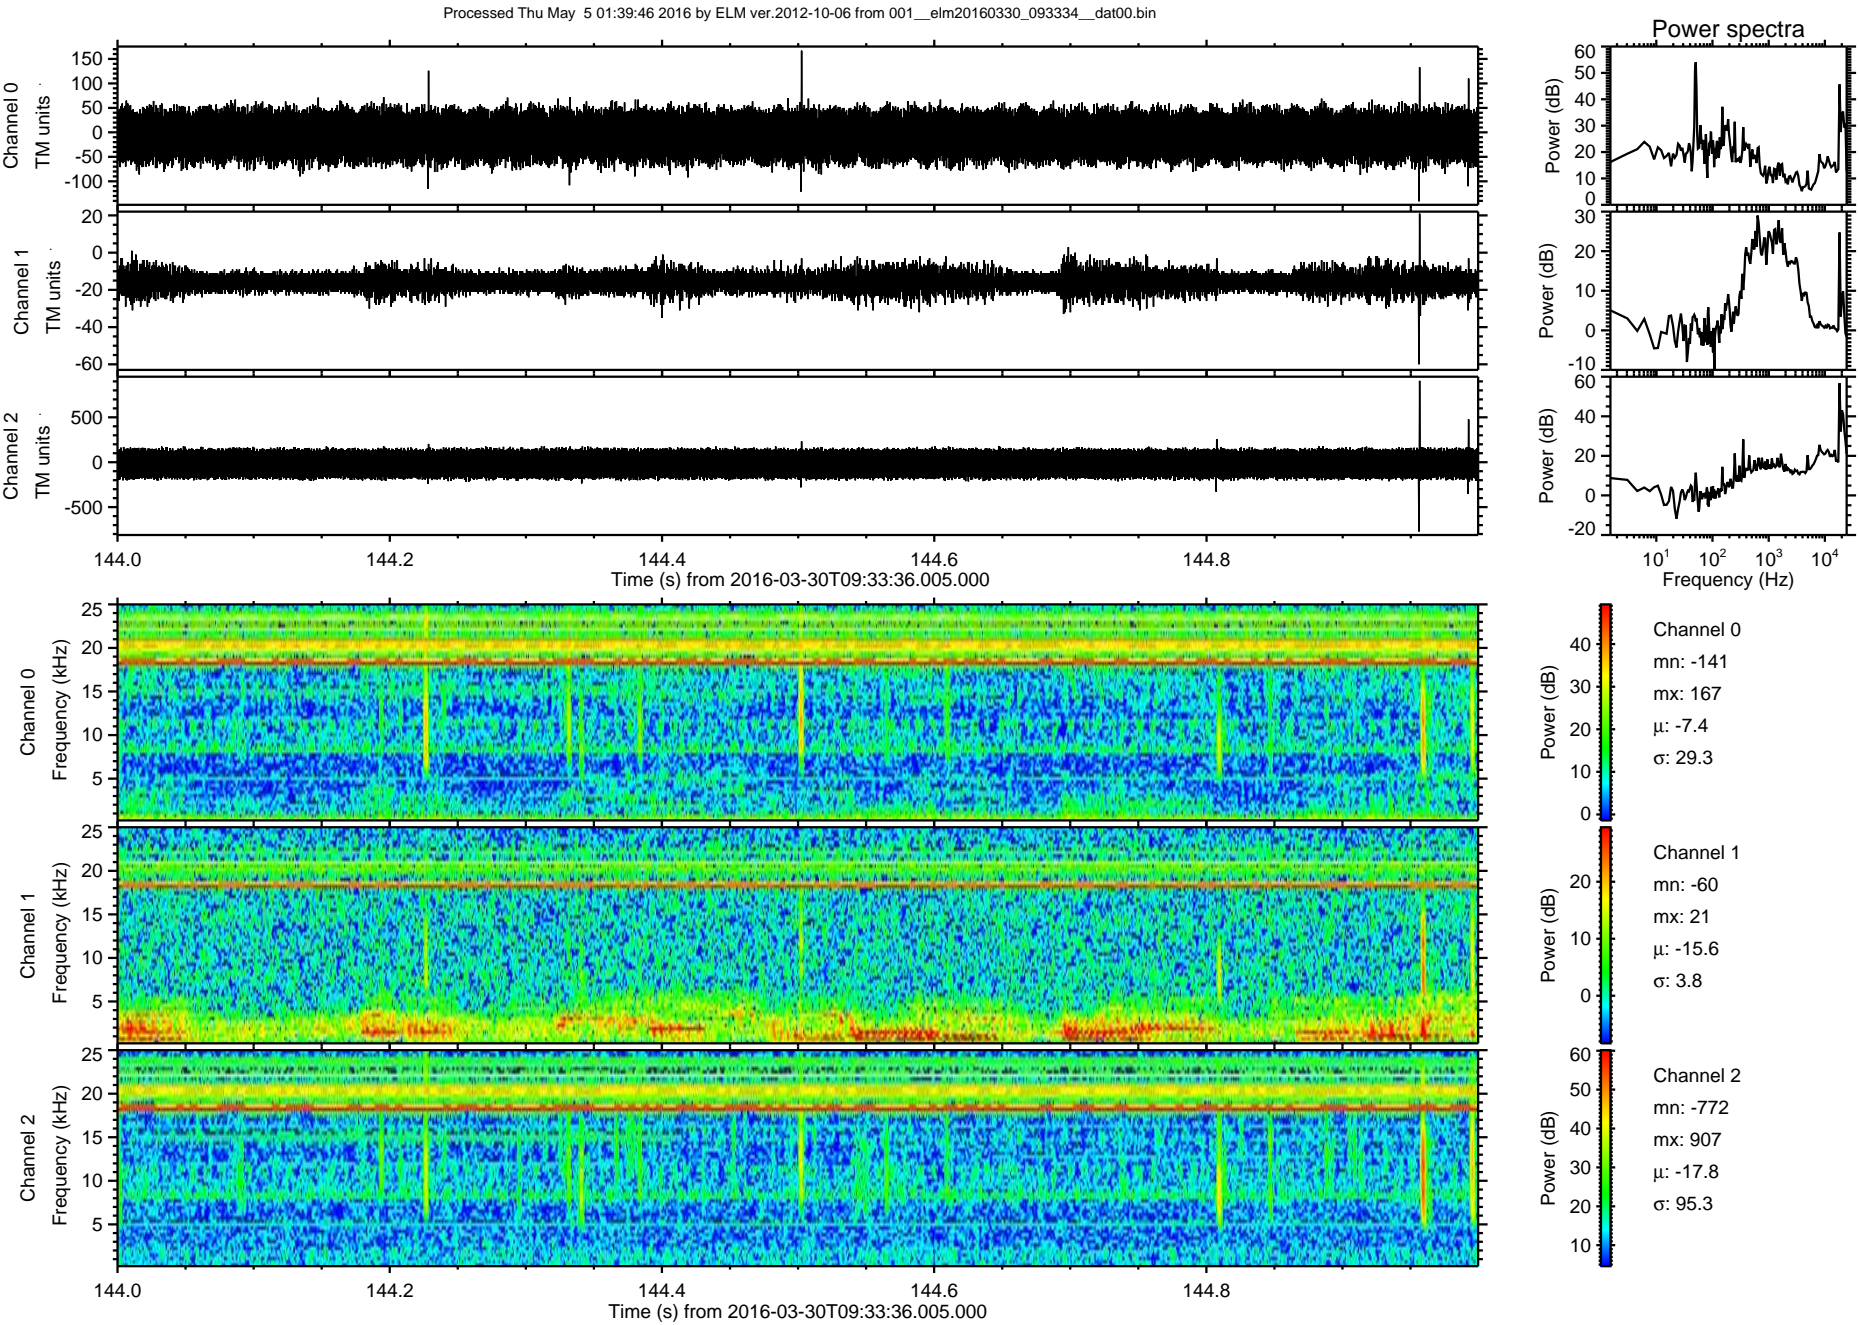 Processed Thu May  5 01:39:46 2016 by ELM ver.2012-10-06 from 001__elm20160330_093334__dat00.bin
Power spectra
Channel 0
TM units
150
100
50
0
-50
-100
Power (dB)
60
50
40
30
20
10
0
Channel 1
TM units
20
0
-20
-40
-60
Power (dB)
30
20
10
0
-10
Channel 2
TM units
500
0
-500
Power (dB)
60
40
20
0
-20
144.0 144.2 144.4 144.6 144.8
Time (s) from 2016-03-30T09:33:36.005.000
10¹ 10² 10³ 10⁴
Frequency (Hz)
Channel 0
Frequency (kHz)
25
20
15
10
5
Power (dB)
40
30
20
10
0
Channel 0
mn: -141
mx: 167
µ: -7.4
σ: 29.3
Channel 1
Frequency (kHz)
25
20
15
10
5
Power (dB)
20
10
0
Channel 1
mn: -60
mx: 21
µ: -15.6
σ: 3.8
Channel 2
Frequency (kHz)
25
20
15
10
5
Power (dB)
60
50
40
30
20
10
Channel 2
mn: -772
mx: 907
µ: -17.8
σ: 95.3
144.0 144.2 144.4 144.6 144.8
Time (s) from 2016-03-30T09:33:36.005.000